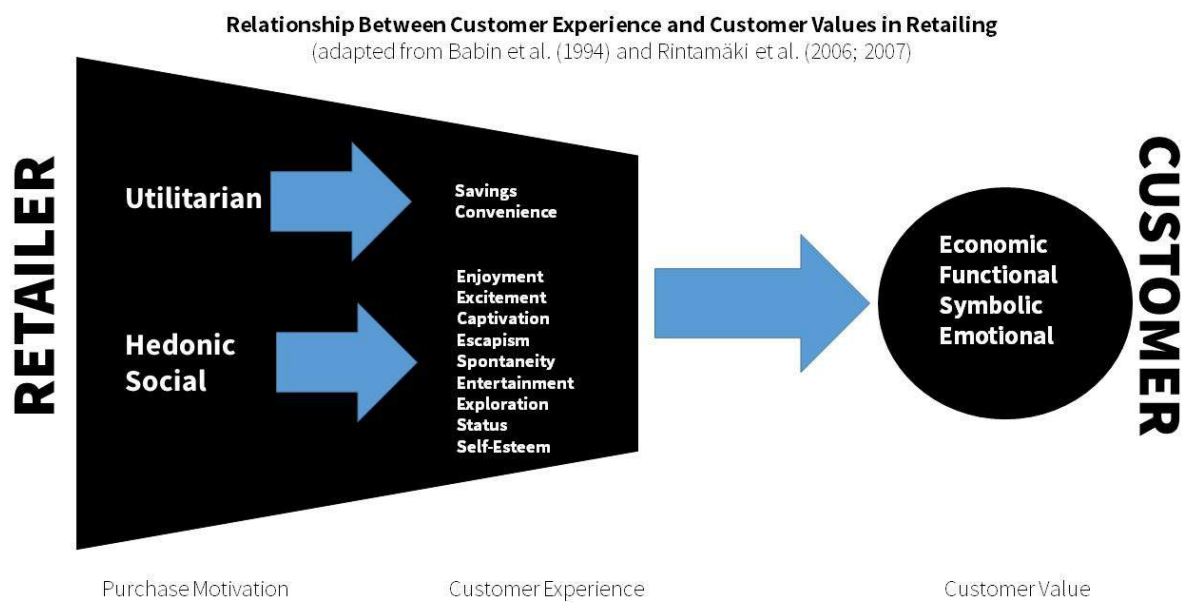 Relationship Between Customer Experience and Customer Values in Retailing
(adapted from Babin et al. (1994) and Rintamäki et al. (2006; 2007)
RETAILER
Utilitarian
Savings
Convenience
Hedonic
Social
Enjoyment
Excitement
Captivation
Escapism
Spontaneity
Entertainment
Exploration
Status
Self-Esteem
Economic
Functional
Symbolic
Emotional
CUSTOMER
Purchase Motivation
Customer Experience
Customer Value